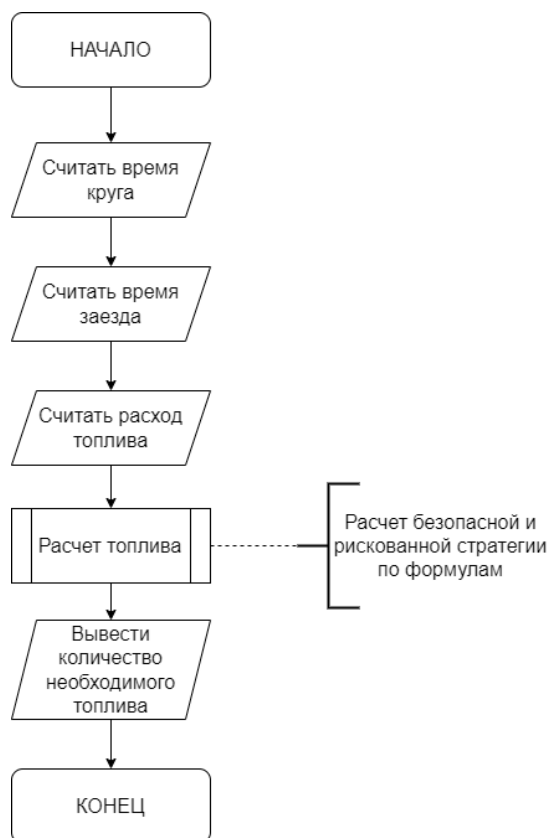 НАЧАЛО
Считать время
круга
Считать время
заезда
Считать расход
топлива
Расчет топлива
Расчет безопасной и
рискованной стратегии
по формулам
Вывести
количество
необходимого
топлива
КОНЕЦ